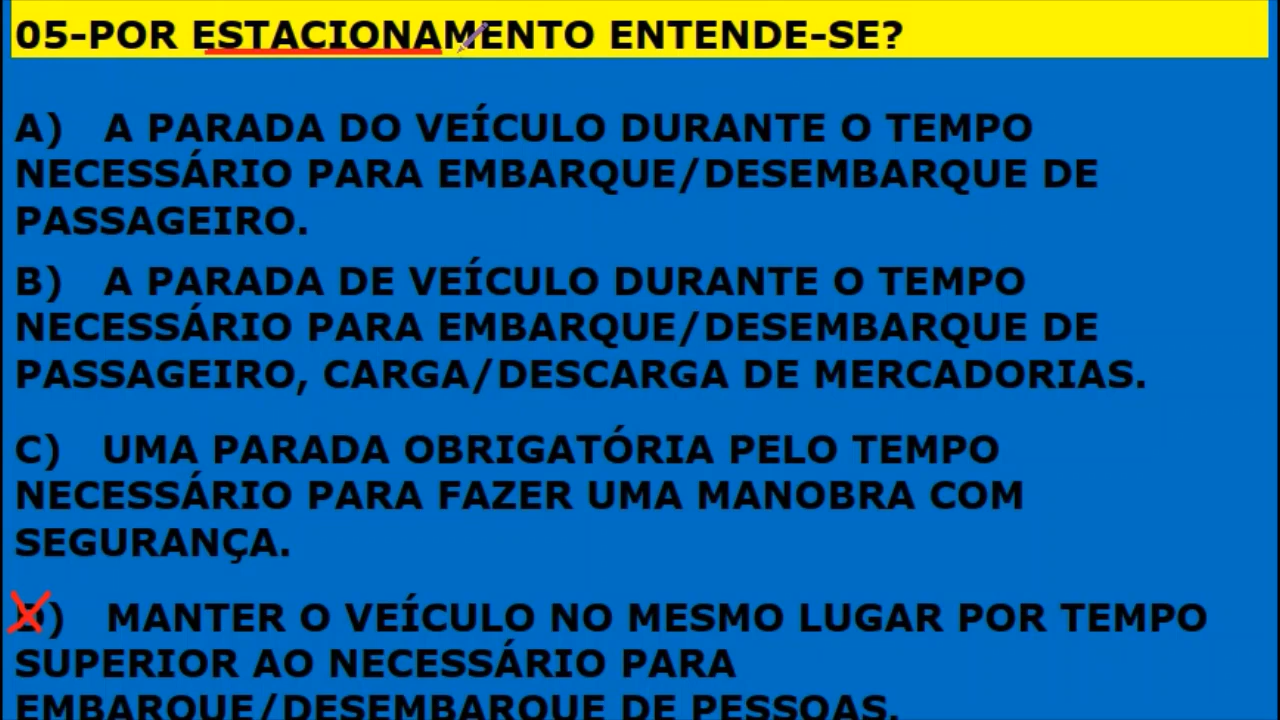 05-POR ESTACIONAMENTO ENTENDE-SE?
A) A PARADA DO VEÍCULO DURANTE O TEMPO
NECESSÁRIO PARA EMBARQUE/DESEMBARQUE DE
PASSAGEIRO.
B) A PARADA DE VEÍCULO DURANTE O TEMPO
NECESSÁRIO PARA EMBARQUE/DESEMBARQUE DE
PASSAGEIRO, CARGA/DESCARGA DE MERCADORIAS.
C) UMA PARADA OBRIGATÓRIA PELO TEMPO
NECESSÁRIO PARA FAZER UMA MANOBRA COM
SEGURANÇA.
D) MANTER O VEÍCULO NO MESMO LUGAR POR TEMPO
SUPERIOR AO NECESSÁRIO PARA
EMBARQUE/DESEMBARQUE DE PESSOAS.